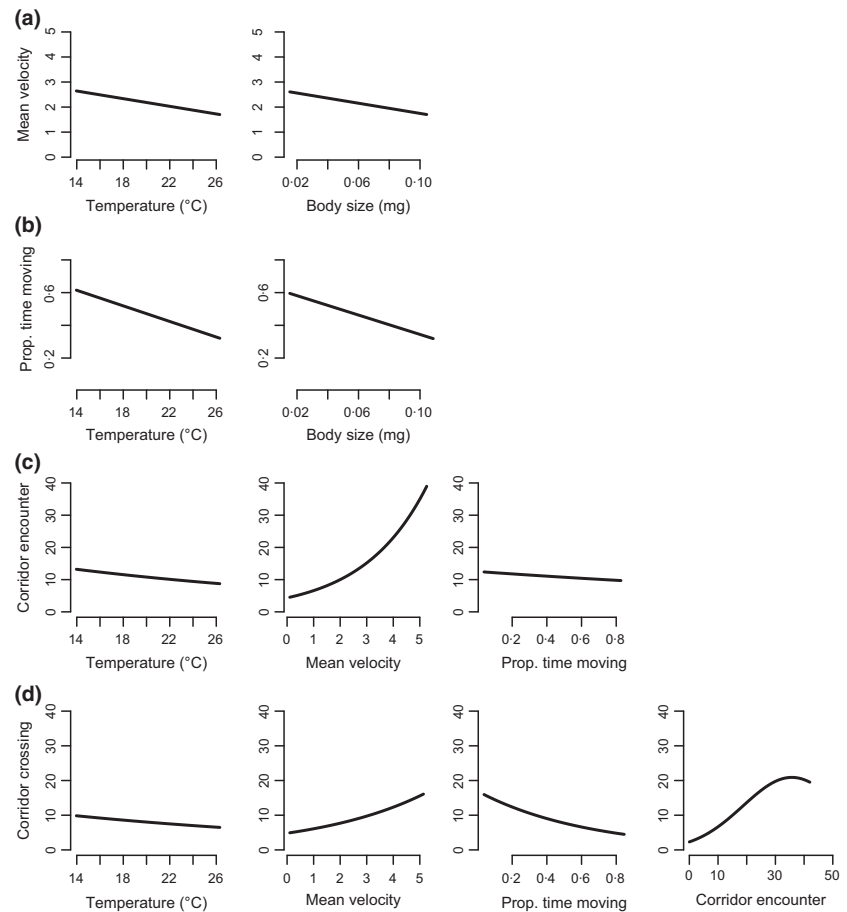 (a)
Mean velocity
0 1 2 3 4 5
14 18 22 26
Temperature (°C)
0 1 2 3 4 5
0·02 0·06 0·10
Body size (mg)
(b)
Prop. time moving
0·2 0·6
14 18 22 26
Temperature (°C)
0·2 0·6
0·02 0·06 0·10
Body size (mg)
(c)
Corridor encounter
0 10 20 30 40
14 18 22 26
Temperature (°C)
0 10 20 30 40
0 1 2 3 4 5
Mean velocity
0 10 20 30 40
0·2 0·4 0·6 0·8
Prop. time moving
(d)
Corridor crossing
0 10 20 30 40
14 18 22 26
Temperature (°C)
0 10 20 30 40
0 1 2 3 4 5
Mean velocity
0 10 20 30 40
0·2 0·4 0·6 0·8
Prop. time moving
0 10 20 30 40
0 10 30 50
Corridor encounter